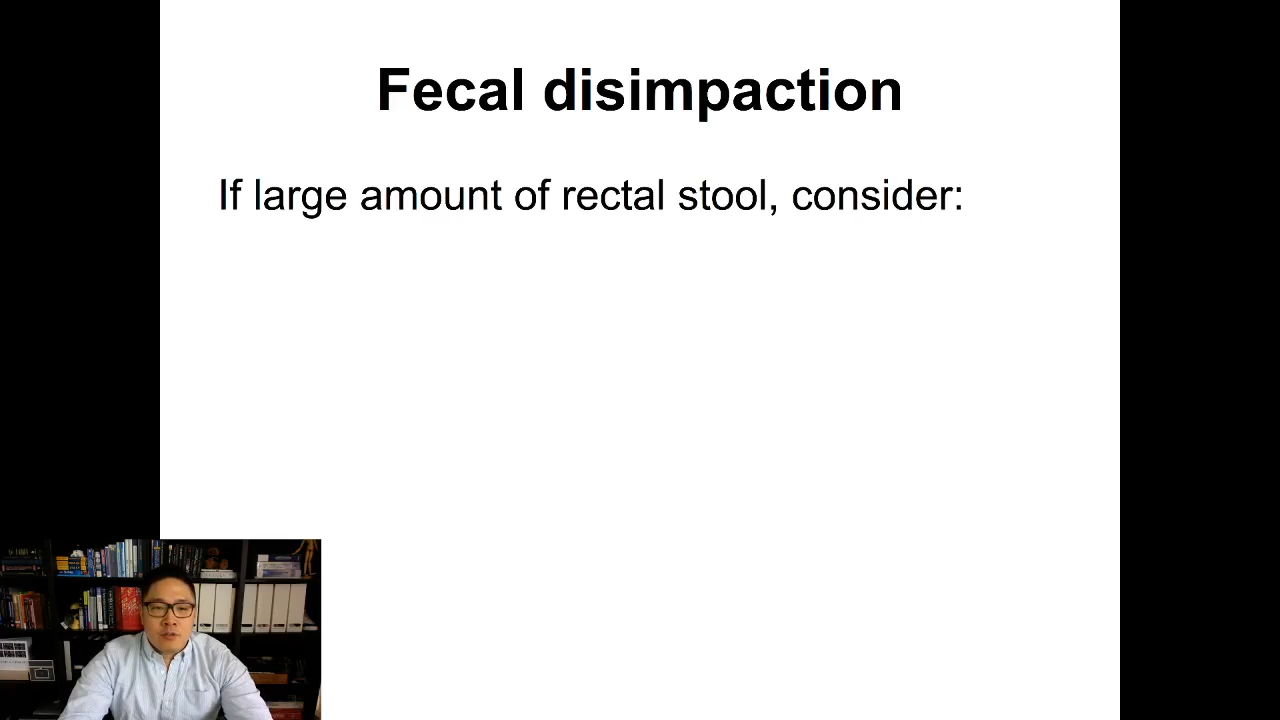 Fecal disimpaction
If large amount of rectal stool, consider: